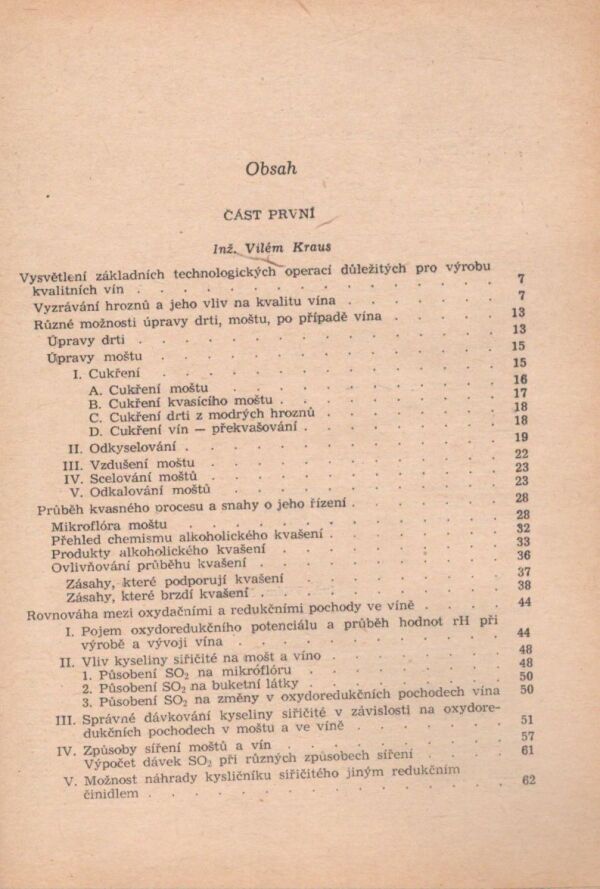 Obsah
ČÁST PRVNÍ
Inž. Vilém Kraus
Vysvětlení základních technologických operací důležitých pro výrobu
kvalitních vín . . . . . . . . . . . . . . 7
Vyzrávání hroznů a jeho vliv na kvalitu vína . . . . . . . 7
Různé možnosti úpravy drti, moštu, po případě vína . . . . . 13
Úpravy drti . . . . . . . . . . . . . . 13
Úpravy moštu . . . . . . . . . . . . . 15
I. Cukření . . . . . . . . . . . . . 15
A. Cukření moštu . . . . . . . . . . 16
B. Cukření kvasícího moštu . . . . . . . . 17
C. Cukření drti z modrých hroznů . . . . . . 18
D. Cukření vín — překvašování . . . . . . . 18
II. Odkyselování . . . . . . . . . . . 19
III. Vzdušení moštu . . . . . . . . . . 22
IV. Scelování moštů . . . . . . . . . . 23
V. Odkalování moštů . . . . . . . . . . 23
Průběh kvasného procesu a snahy o jeho řízení . . . . . . 28
Mikroflóra moštu . . . . . . . . . . . . 28
Přehled chemismu alkoholického kvašení . . . . . . . 32
Produkty alkoholického kvašení . . . . . . . . . 33
Ovlivňování průběhu kvašení . . . . . . . . . 36
Zásahy, které podporují kvašení . . . . . . . . 37
Zásahy, které brzdí kvašení . . . . . . . . . 38
Rovnováha mezi oxydačními a redukčními pochody ve víně . . . . 44
I. Pojem oxydoredukčního potenciálu a průběh hodnot rH při
výrobě a vývoji vína . . . . . . . . . . 44
II. Vliv kyseliny siřičité na mošt a víno . . . . . . . 48
1. Působení SO₂ na mikróflóru . . . . . . . . 48
2. Působení SO₂ na buketní látky . . . . . . . 50
3. Působení SO₂ na změny v oxydoredukčních pochodech vína 50
III. Správné dávkování kyseliny siřičité v závislosti na oxydore-
dukčních pochodech v moštu a ve víně . . . . . . 51
IV. Způsoby síření moštů a vín . . . . . . . . . 57
Výpočet dávek SO₂ při různých způsobech síření . . . . 61
V. Možnost náhrady kysličníku siřičitého jiným redukčním
činidlem . . . . . . . . . . . . . 62